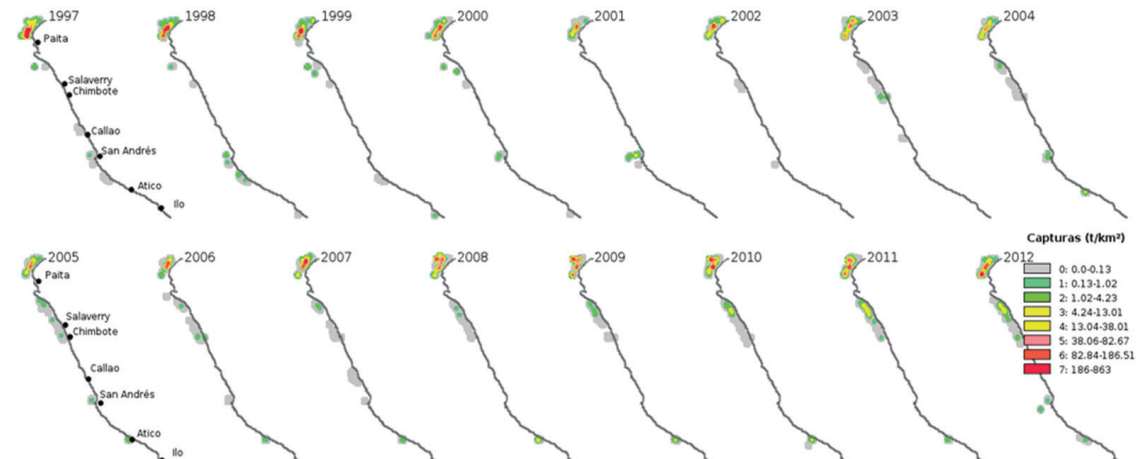 1997
1998
1999
2000
2001
2002
2003
2004
Paita
Salaverry
Chimbote
Callao
San Andrés
Atico
Ilo
2005
2006
2007
2008
2009
2010
2011
2012
Paita
Salaverry
Chimbote
Callao
San Andrés
Atico
Ilo
Capturas (t/km²)
0: 0.0-0.13
1: 0.13-1.02
2: 1.02-4.23
3: 4.24-13.01
4: 13.04-38.01
5: 38.06-82.67
6: 82.84-186.51
7: 186-863